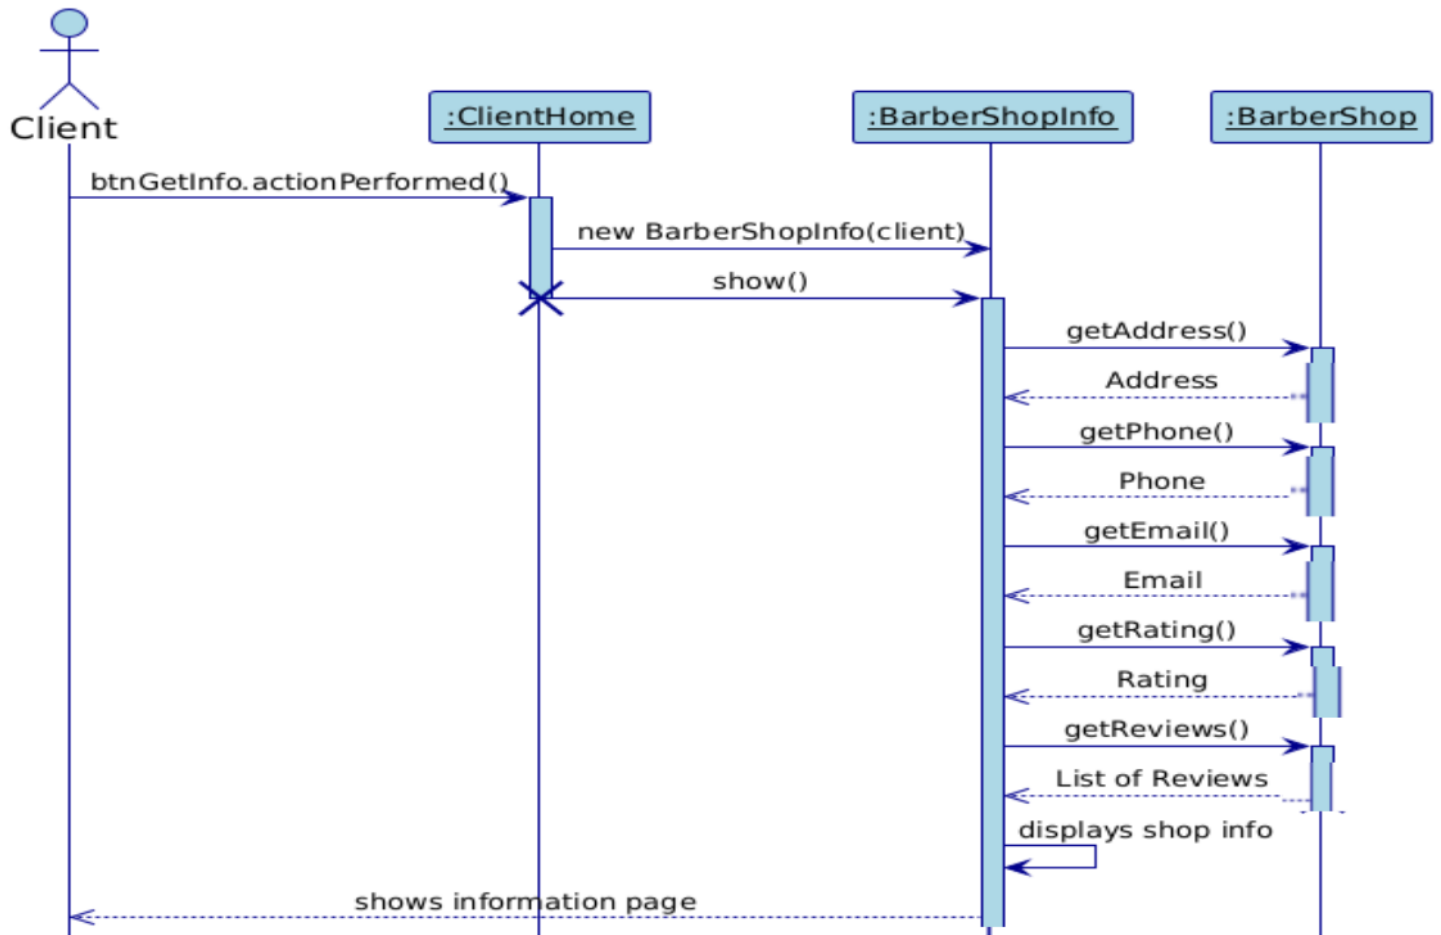 Client
:ClientHome
:BarberShopInfo
:BarberShop
btnGetInfo.actionPerformed()
new BarberShopInfo(client)
show()
getAddress()
Address
getPhone()
Phone
getEmail()
Email
getRating()
Rating
getReviews()
List of Reviews
displays shop info
shows information page